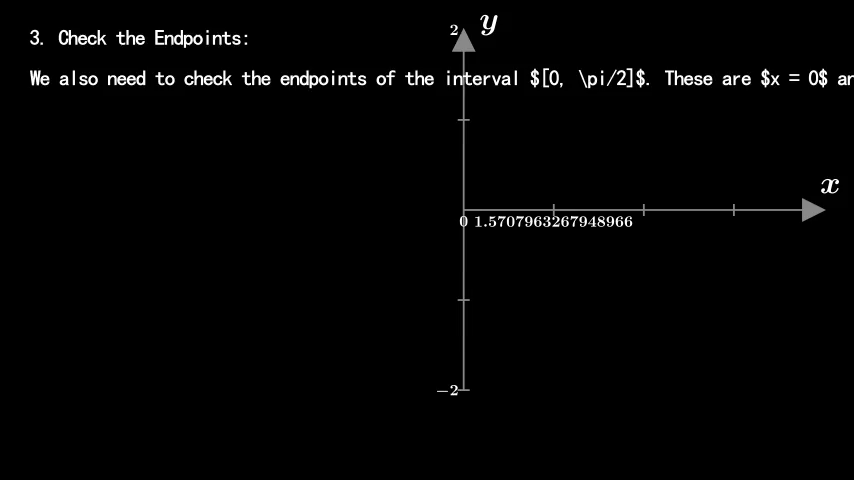 3. Check the Endpoints:
We also need to check the endpoints of the interval $[0, \pi/2]$. These are $x = 0$ an
2
y
x
0 1.5707963267948966
−2